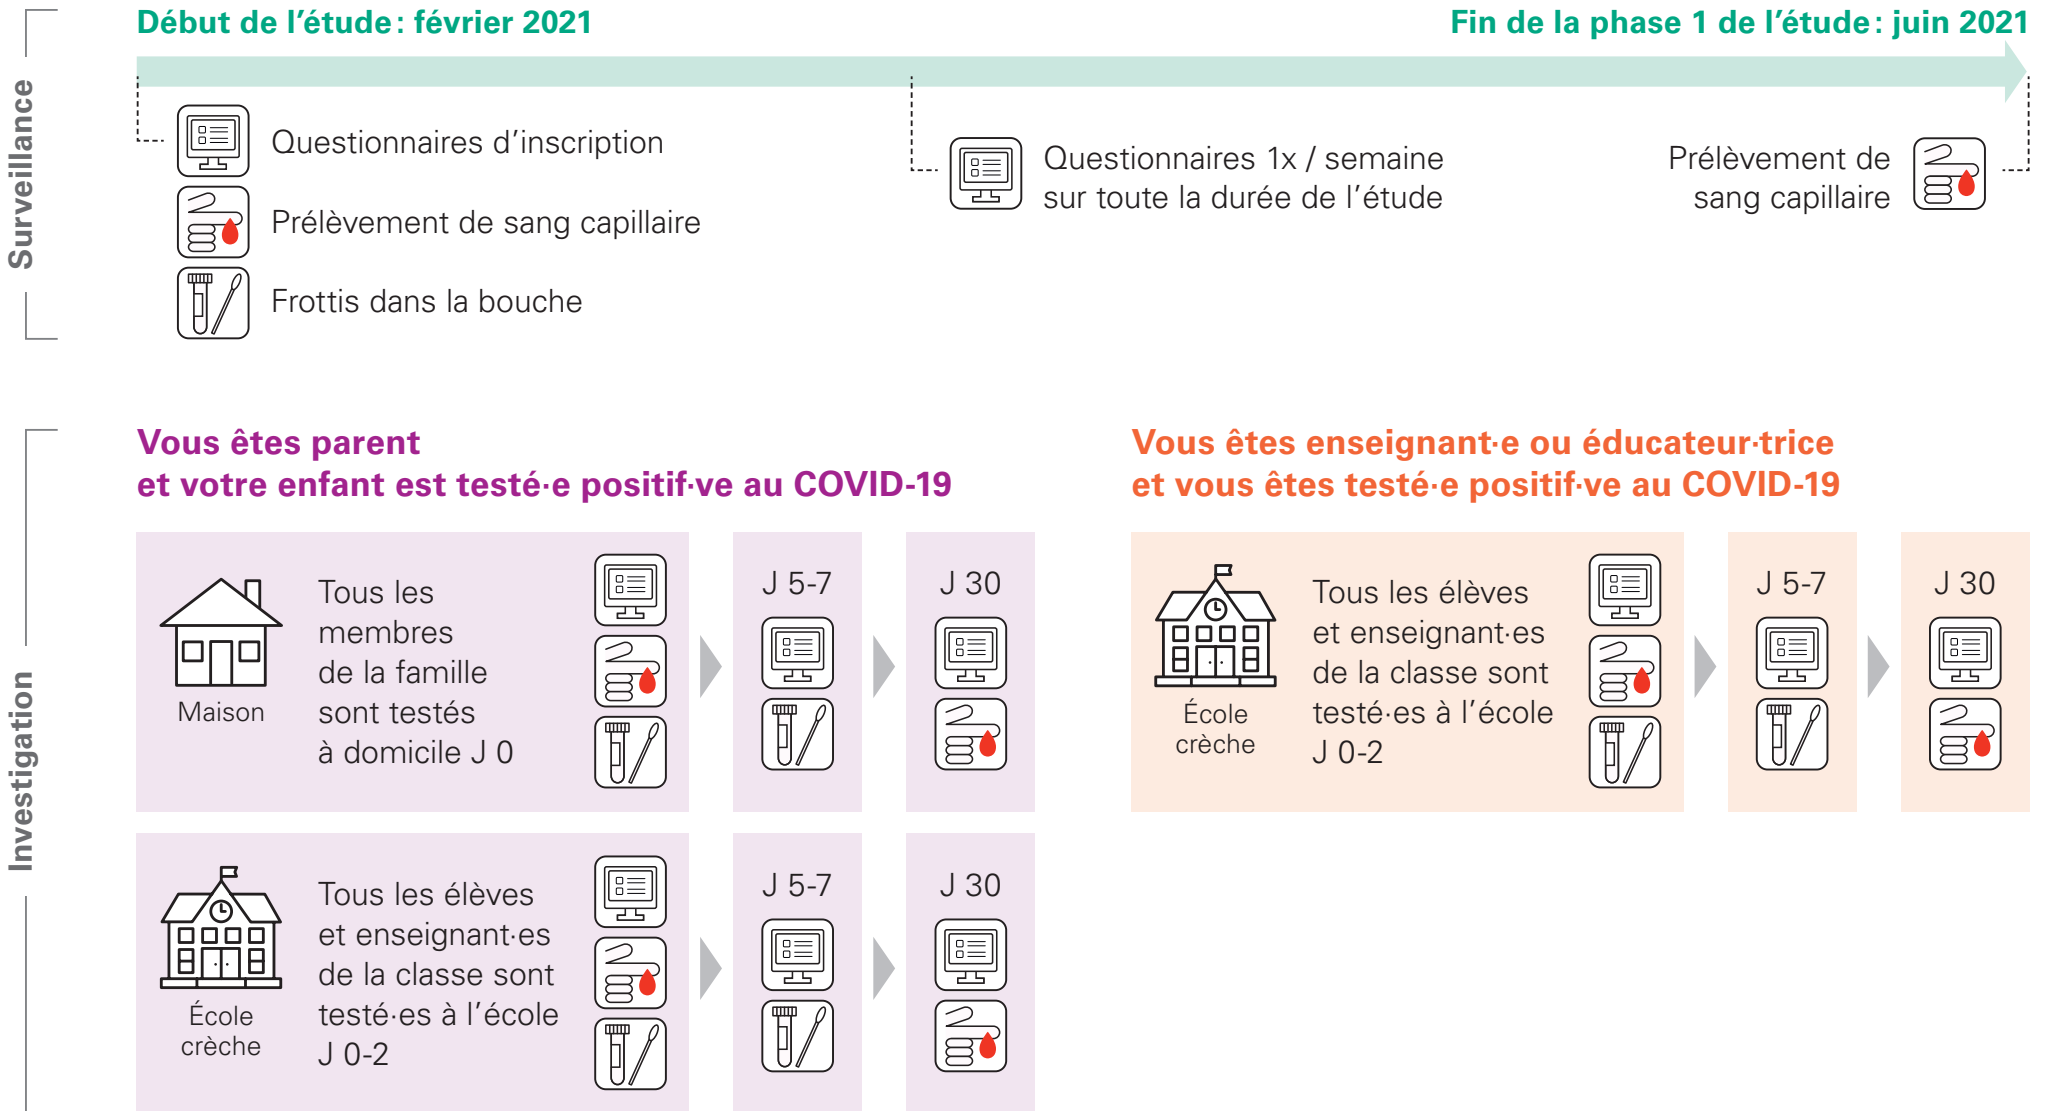 Début de l’étude : février 2021
Fin de la phase 1 de l’étude : juin 2021
Surveillance
Questionnaires d’inscription
Prélèvement de sang capillaire
Frottis dans la bouche
Questionnaires 1x / semaine
sur toute la durée de l’étude
Prélèvement de
sang capillaire
Investigation
Vous êtes parent
et votre enfant est testé·e positif·ve au COVID-19
Maison
Tous les
membres
de la famille
sont testés
à domicile J 0
J 5-7
J 30
École
crèche
Tous les élèves
et enseignant·es
de la classe sont
testé·es à l’école
J 0-2
J 5-7
J 30
Vous êtes enseignant·e ou éducateur·trice
et vous êtes testé·e positif·ve au COVID-19
École
crèche
Tous les élèves
et enseignant·es
de la classe sont
testé·es à l’école
J 0-2
J 5-7
J 30